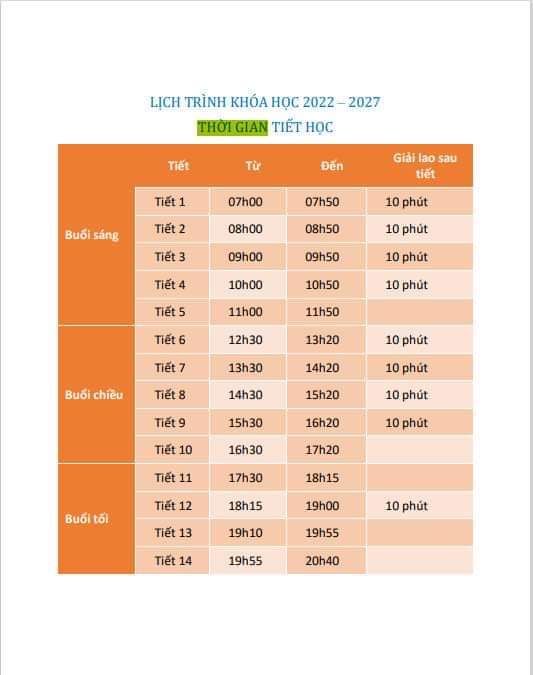 LỊCH TRÌNH KHÓA HỌC 2022 – 2027
THỜI GIAN TIẾT HỌC
Tiết Từ Đến Giải lao sau tiết
Buổi sáng
Tiết 1 07h00 07h50 10 phút
Tiết 2 08h00 08h50 10 phút
Tiết 3 09h00 09h50 10 phút
Tiết 4 10h00 10h50 10 phút
Tiết 5 11h00 11h50
Buổi chiều
Tiết 6 12h30 13h20 10 phút
Tiết 7 13h30 14h20 10 phút
Tiết 8 14h30 15h20 10 phút
Tiết 9 15h30 16h20 10 phút
Tiết 10 16h30 17h20
Buổi tối
Tiết 11 17h30 18h15
Tiết 12 18h15 19h00 10 phút
Tiết 13 19h10 19h55
Tiết 14 19h55 20h40